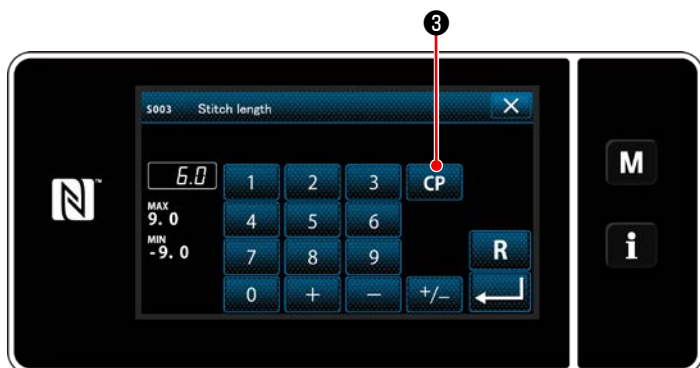 ❸
S003 Stitch length ×
6.0 1 2 3 CP
MAX
9. 0 4 5 6
MIN
-9. 0 7 8 9 R
0 + − +/−
N™
M
i